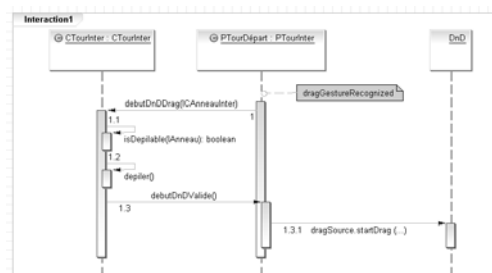 Interaction1
CTourInter : CTourInter
PTourDépart : PTourInter
DnD
dragGestureRecognized
debutDnDDrag(ICAnneauInter)
1
1.1
isDepilable(IAnneau): boolean
1.2
depiler()
debutDnDValide()
1.3
1.3.1 dragSource.startDrag (...)